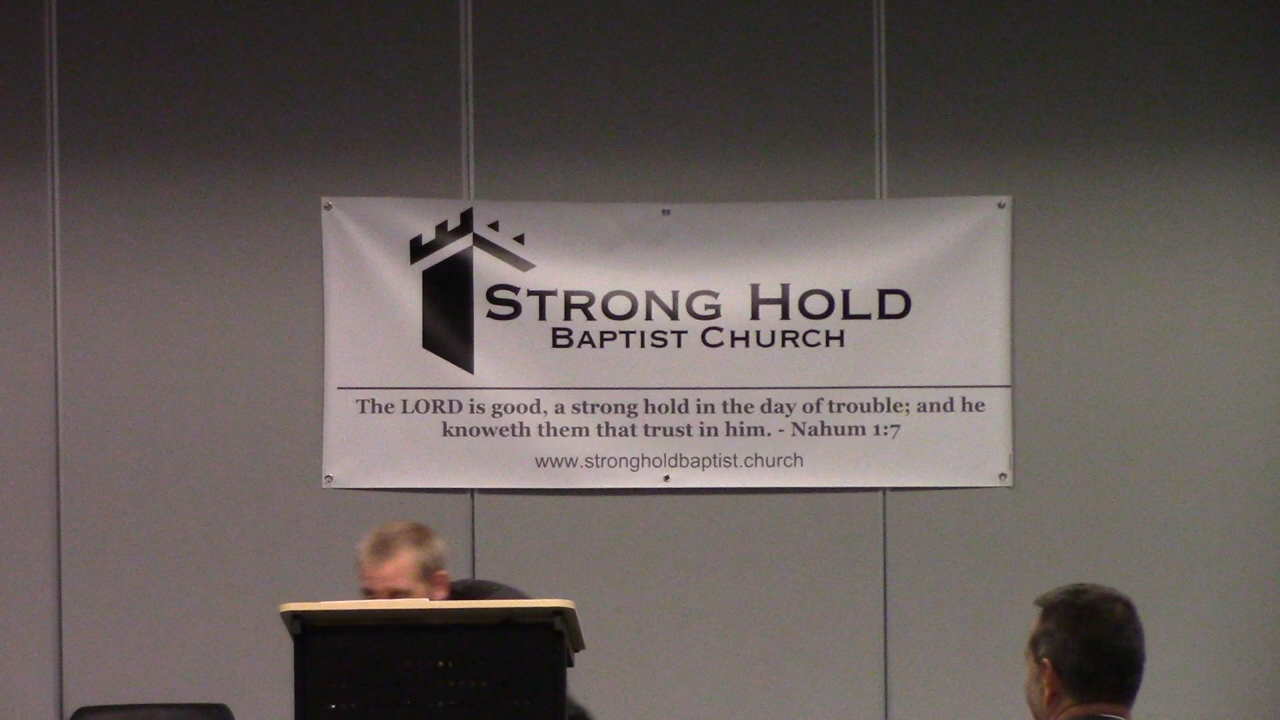 STRONG HOLD
BAPTIST CHURCH
The LORD is good, a strong hold in the day of trouble; and he
knoweth them that trust in him. - Nahum 1:7
www.strongholdbaptist.church